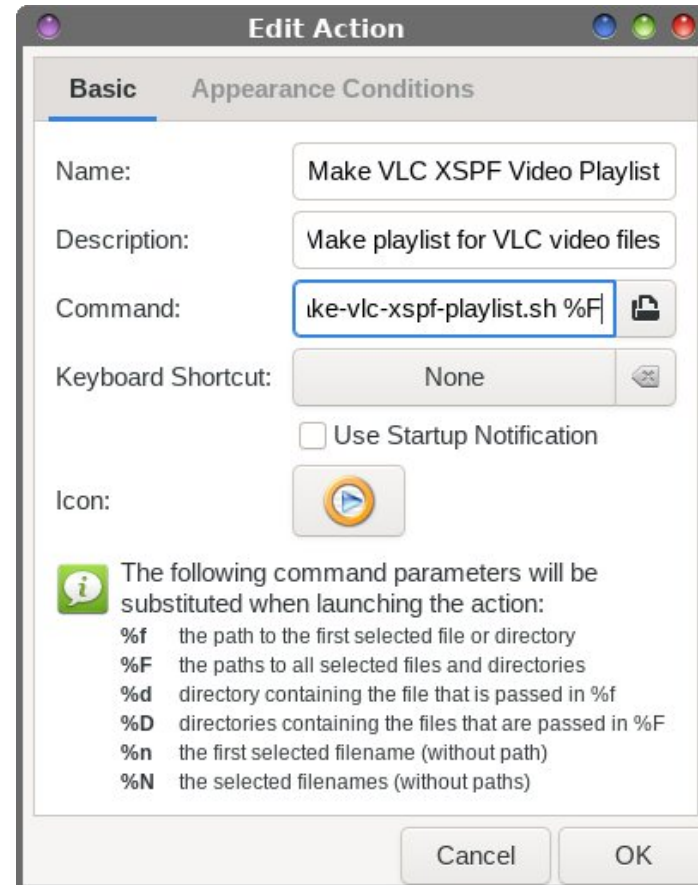 Edit Action
Basic Appearance Conditions
Name: Make VLC XSPF Video Playlist
Description: Make playlist for VLC video files
Command: ke-vlc-xspf-playlist.sh %F
Keyboard Shortcut: None
Use Startup Notification
Icon:
The following command parameters will be
substituted when launching the action:
%f the path to the first selected file or directory
%F the paths to all selected files and directories
%d directory containing the file that is passed in %f
%D directories containing the files that are passed in %F
%n the first selected filename (without path)
%N the selected filenames (without paths)
Cancel OK